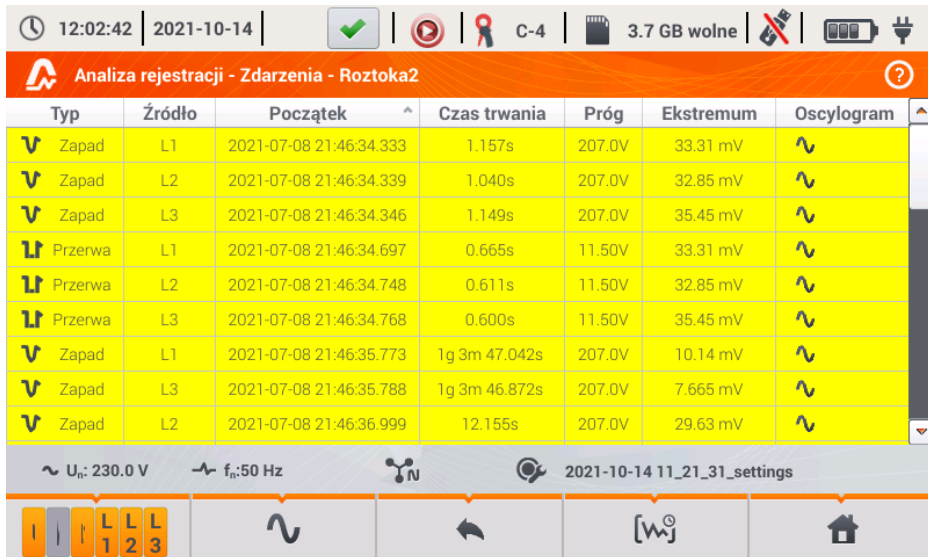 12:02:42 2021-10-14 C-4 3.7 GB wolne
Analiza rejestracji - Zdarzenia - Roztoka2 ?
Typ Źródło Początek Czas trwania Próg Ekstremum Oscylogram
Zapad L1 2021-07-08 21:46:34.333 1.157s 207.0V 33.31 mV
Zapad L2 2021-07-08 21:46:34.339 1.040s 207.0V 32.85 mV
Zapad L3 2021-07-08 21:46:34.346 1.149s 207.0V 35.45 mV
Przerwa L1 2021-07-08 21:46:34.697 0.665s 11.50V 33.31 mV
Przerwa L2 2021-07-08 21:46:34.748 0.611s 11.50V 32.85 mV
Przerwa L3 2021-07-08 21:46:34.768 0.600s 11.50V 35.45 mV
Zapad L1 2021-07-08 21:46:35.773 1g 3m 47.042s 207.0V 10.14 mV
Zapad L3 2021-07-08 21:46:35.788 1g 3m 46.872s 207.0V 7.665 mV
Zapad L2 2021-07-08 21:46:36.999 12.155s 207.0V 29.63 mV
Un: 230.0 V fn:50 Hz N 2021-10-14 11_21_31_settings
L L L
1 2 3